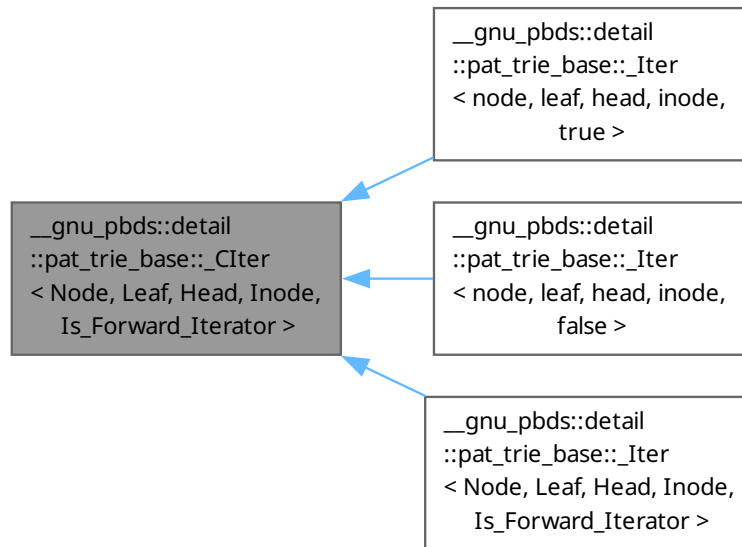 __gnu_pbds::detail
::pat_trie_base::_Iter
< node, leaf, head, inode,
true >
__gnu_pbds::detail
::pat_trie_base::_CIter
< Node, Leaf, Head, Inode,
Is_Forward_Iterator >
__gnu_pbds::detail
::pat_trie_base::_Iter
< node, leaf, head, inode,
false >
__gnu_pbds::detail
::pat_trie_base::_Iter
< Node, Leaf, Head, Inode,
Is_Forward_Iterator >